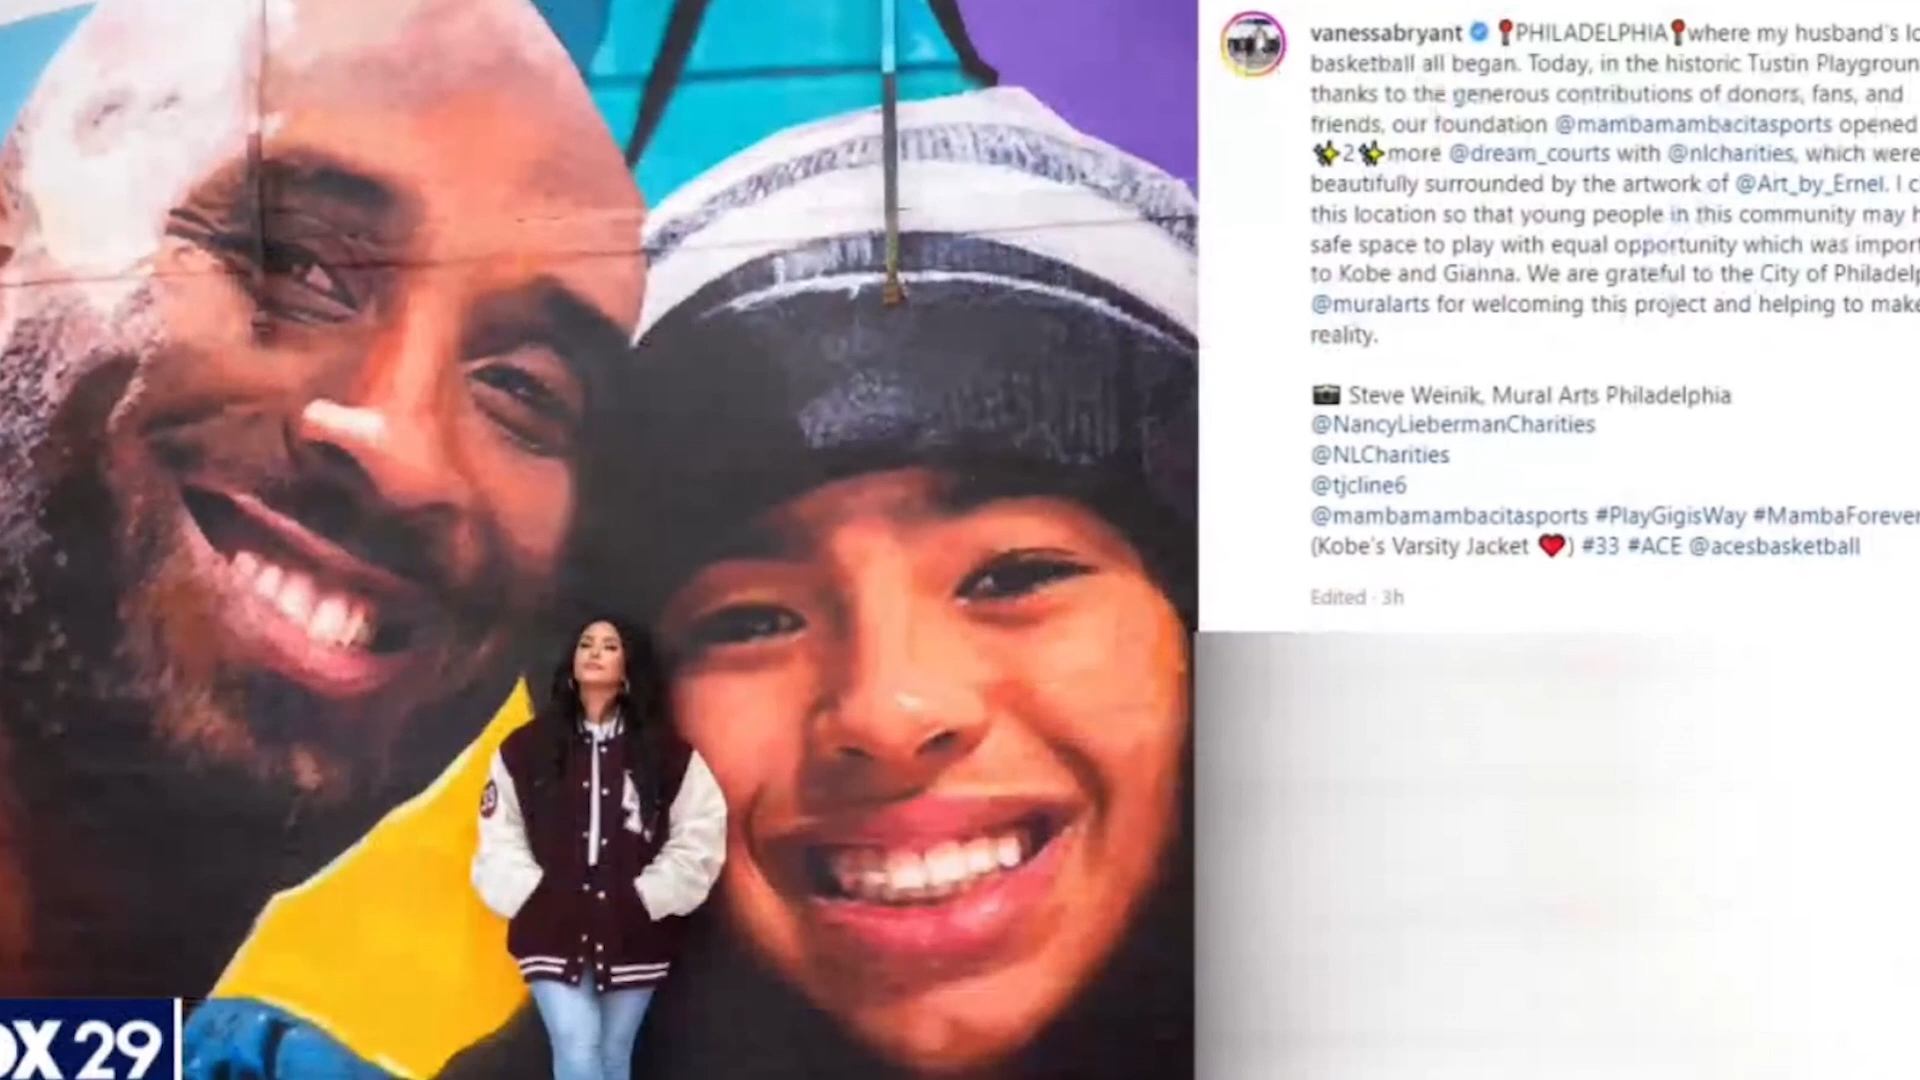 vanessabryant 📍PHILADELPHIA📍where my husband's lo
basketball all began. Today, in the historic Tustin Playgroun
thanks to the generous contributions of donors, fans, and
friends, our foundation @mambamambacitasports opened
✨2✨more @dream_courts with @nlcharities, which were
beautifully surrounded by the artwork of @Art_by_Ernel. I c
this location so that young people in this community may h
safe space to play with equal opportunity which was import
to Kobe and Gianna. We are grateful to the City of Philadelp
@muralarts for welcoming this project and helping to make
reality.
📷 Steve Weinik, Mural Arts Philadelphia
@NancyLiebermanCharities
@NLCharities
@tjcline6
@mambamambacitasports #PlayGigisWay #MambaForever
(Kobe's Varsity Jacket ❤️) #33 #ACE @acesbasketball
Edited · 3h
33
OX 29